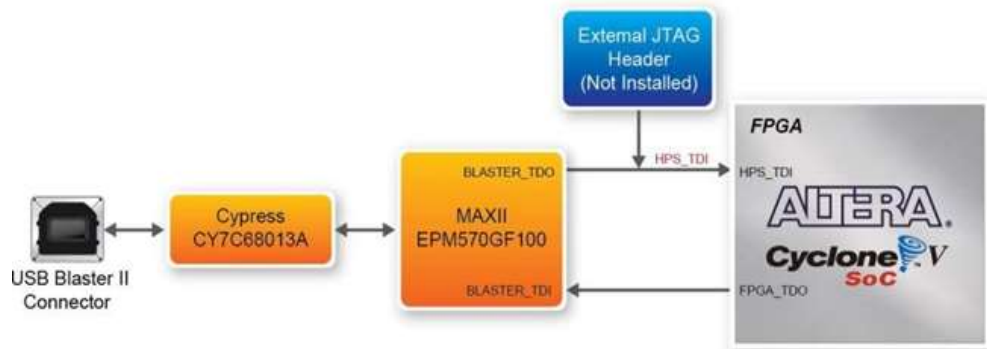 External JTAG
Header
(Not Installed)
FPGA
HPS_TDI
BLASTER_TDO
HPS_TDI
ALTERA®
Cypress
CY7C68013A
MAXII
EPM570GF100
Cyclone® V
SoC
USB Blaster II
Connector
BLASTER_TDI
FPGA_TDO